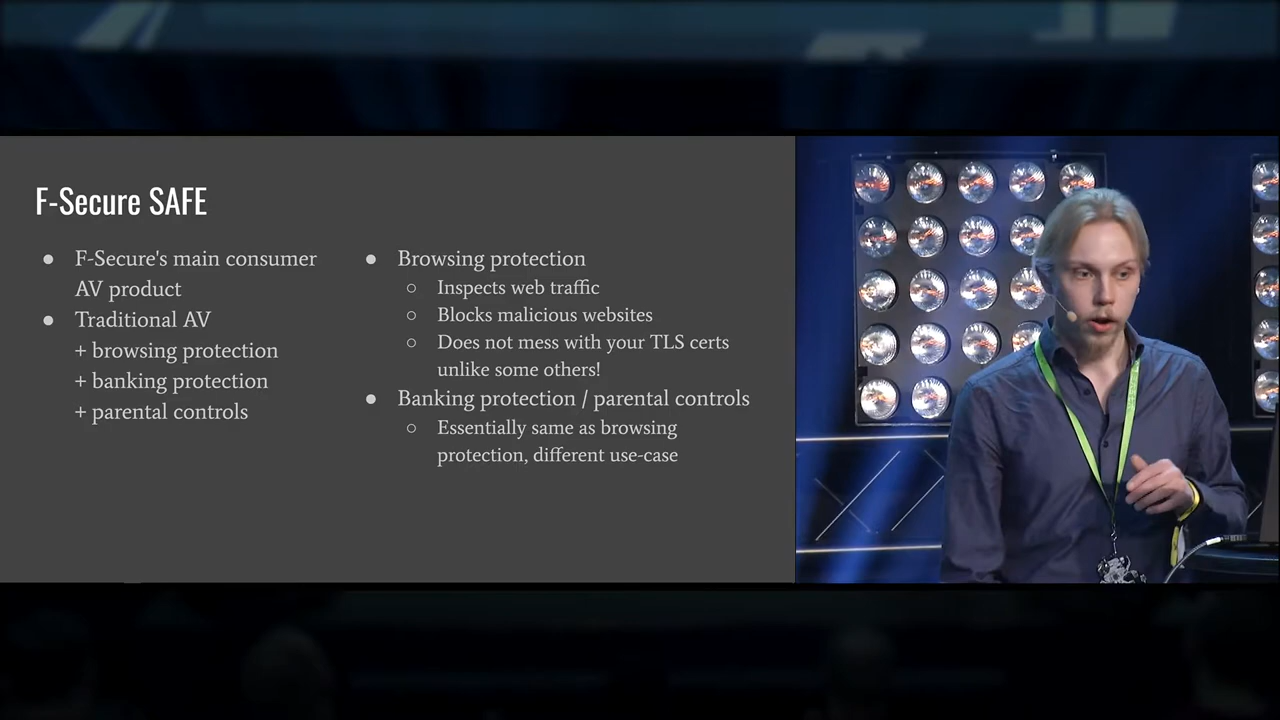 F-Secure SAFE
● F-Secure's main consumer
AV product
● Traditional AV
+ browsing protection
+ banking protection
+ parental controls
● Browsing protection
○ Inspects web traffic
○ Blocks malicious websites
○ Does not mess with your TLS certs
unlike some others!
● Banking protection / parental controls
○ Essentially same as browsing
protection, different use-case